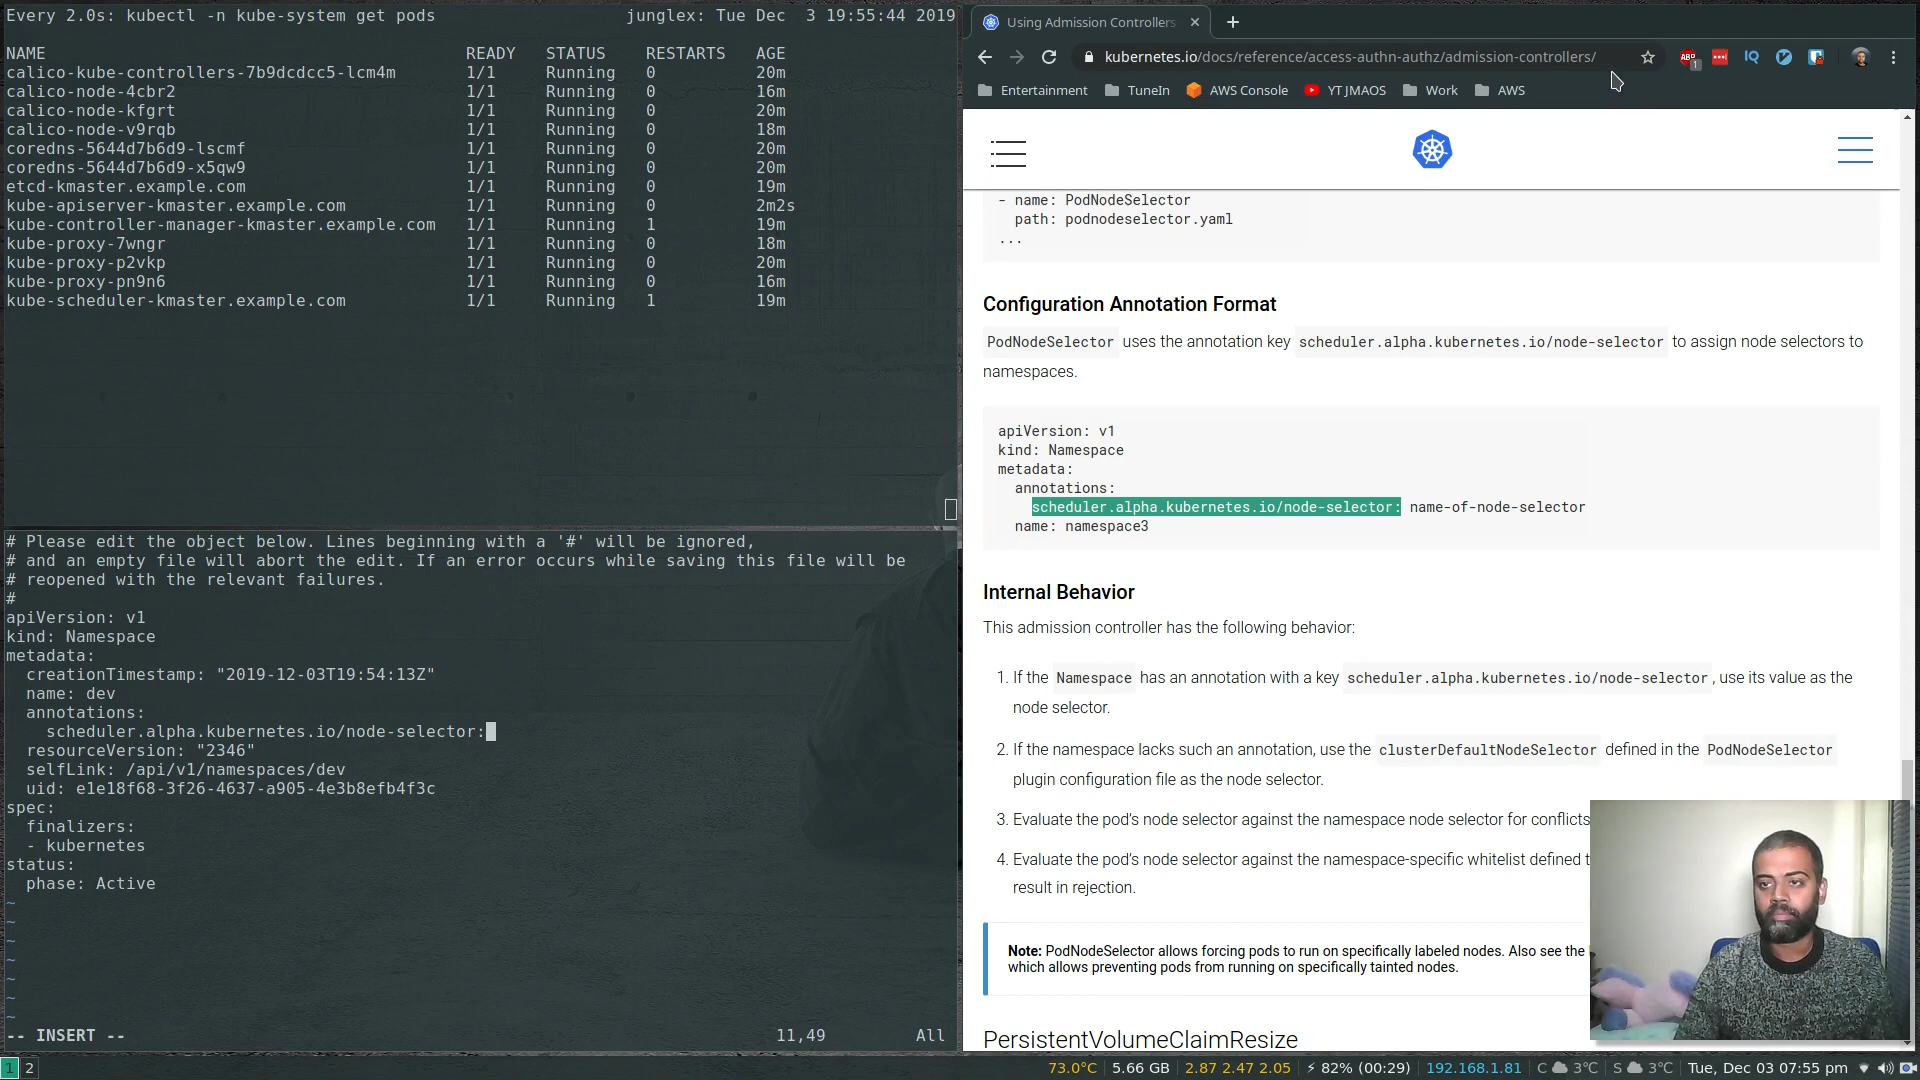 Every 2.0s: kubectl -n kube-system get pods junglex: Tue Dec  3 19:55:44 2019
NAME READY STATUS RESTARTS AGE
calico-kube-controllers-7b9dcdcc5-lcm4m 1/1 Running 0 20m
calico-node-4cbr2 1/1 Running 0 16m
calico-node-kfgrt 1/1 Running 0 20m
calico-node-v9rqb 1/1 Running 0 18m
coredns-5644d7b6d9-lscmf 1/1 Running 0 20m
coredns-5644d7b6d9-x5qw9 1/1 Running 0 20m
etcd-kmaster.example.com 1/1 Running 0 19m
kube-apiserver-kmaster.example.com 1/1 Running 0 2m2s
kube-controller-manager-kmaster.example.com 1/1 Running 1 19m
kube-proxy-7wngr 1/1 Running 0 18m
kube-proxy-p2vkp 1/1 Running 0 20m
kube-proxy-pn9n6 1/1 Running 0 16m
kube-scheduler-kmaster.example.com 1/1 Running 1 19m
# Please edit the object below. Lines beginning with a '#' will be ignored,
# and an empty file will abort the edit. If an error occurs while saving this file will be
# reopened with the relevant failures.
#
apiVersion: v1
kind: Namespace
metadata:
  creationTimestamp: "2019-12-03T19:54:13Z"
  name: dev
  annotations:
    scheduler.alpha.kubernetes.io/node-selector:
  resourceVersion: "2346"
  selfLink: /api/v1/namespaces/dev
  uid: e1e18f68-3f26-4637-a905-4e3b8efb4f3c
spec:
  finalizers:
  - kubernetes
status:
  phase: Active
~
~
~
~
~
~
~
-- INSERT -- 11,49 All
Using Admission Controllers
kubernetes.io/docs/reference/access-authn-authz/admission-controllers/
ABP 1 IQ
Entertainment TuneIn AWS Console YT JMAOS Work AWS
- name: PodNodeSelector
  path: podnodeselector.yaml
...
Configuration Annotation Format
PodNodeSelector uses the annotation key scheduler.alpha.kubernetes.io/node-selector to assign node selectors to
namespaces.
apiVersion: v1
kind: Namespace
metadata:
  annotations:
    scheduler.alpha.kubernetes.io/node-selector: name-of-node-selector
  name: namespace3
Internal Behavior
This admission controller has the following behavior:
1. If the Namespace has an annotation with a key scheduler.alpha.kubernetes.io/node-selector, use its value as the
node selector.
2. If the namespace lacks such an annotation, use the clusterDefaultNodeSelector defined in the PodNodeSelector
plugin configuration file as the node selector.
3. Evaluate the pod's node selector against the namespace node selector for conflicts
4. Evaluate the pod's node selector against the namespace-specific whitelist defined
result in rejection.
Note: PodNodeSelector allows forcing pods to run on specifically labeled nodes. Also see the
which allows preventing pods from running on specifically tainted nodes.
PersistentVolumeClaimResize
1 2 73.0°C 5.66 GB 2.87 2.47 2.05 ⚡ 82% (00:29) 192.168.1.81 C 3°C S 3°C Tue, Dec 03 07:55 pm